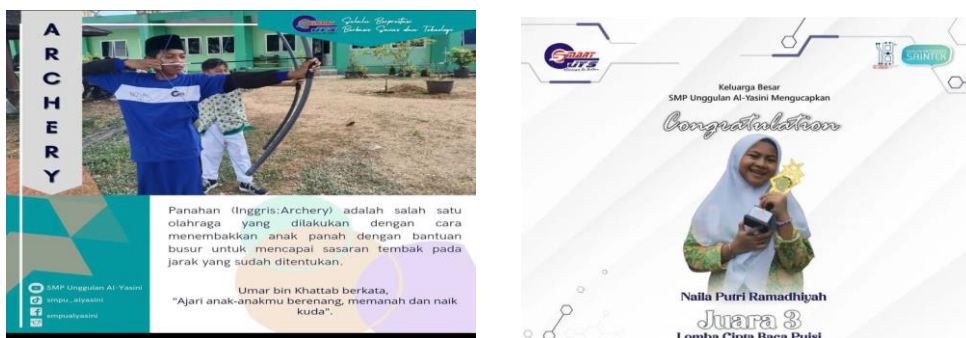 ARCHERY
SMART
Selalu Berprestasi
Berbasis Sains dan Teknologi
Panahan (Inggris:Archery) adalah salah satu
olahraga yang dilakukan dengan cara
menembakkan anak panah dengan bantuan
busur untuk mencapai sasaran tembak pada
jarak yang sudah ditentukan.
Umar bin Khattab berkata,
"Ajari anak-anakmu berenang, memanah dan naik
kuda".
SMP Unggulan Al-Yasini
smpu_alyasini
smpualyasini
SMART
SAINTEK
Keluarga Besar
SMP Unggulan Al-Yasini Mengucapkan
Congratulation
Naila Putri Ramadhiyah
Juara 3
Lomba Cipta Baca Puisi